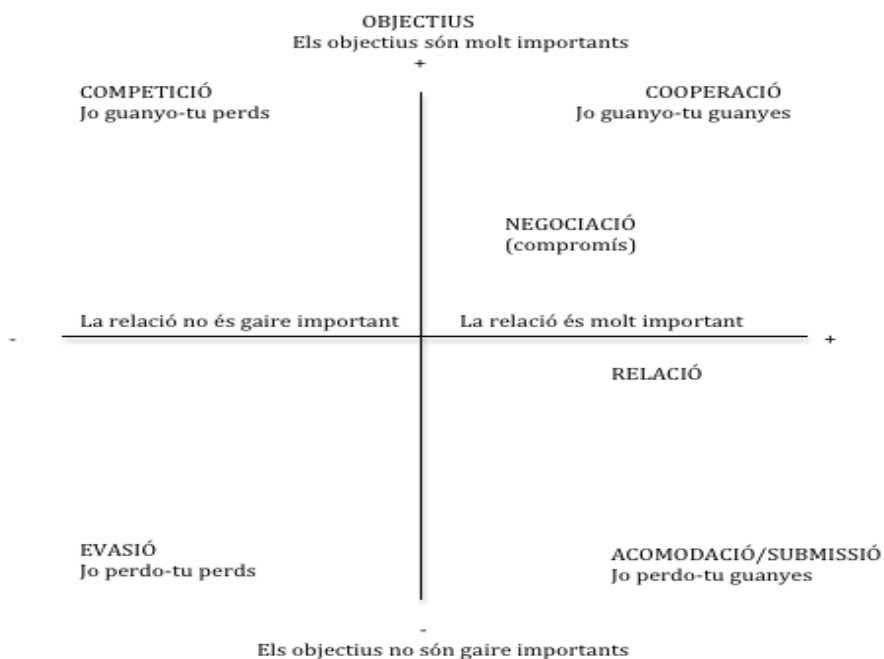 OBJECTIUS
Els objectius són molt importants
+
COMPETICIÓ
Jo guanyo-tu perds
COOPERACIÓ
Jo guanyo-tu guanyes
NEGOCIACIÓ
(compromís)
La relació no és gaire important
La relació és molt important
-
+
RELACIÓ
EVASIÓ
Jo perdo-tu perds
ACOMODACIÓ/SUBMISSIÓ
Jo perdo-tu guanyes
-
Els objectius no són gaire importants